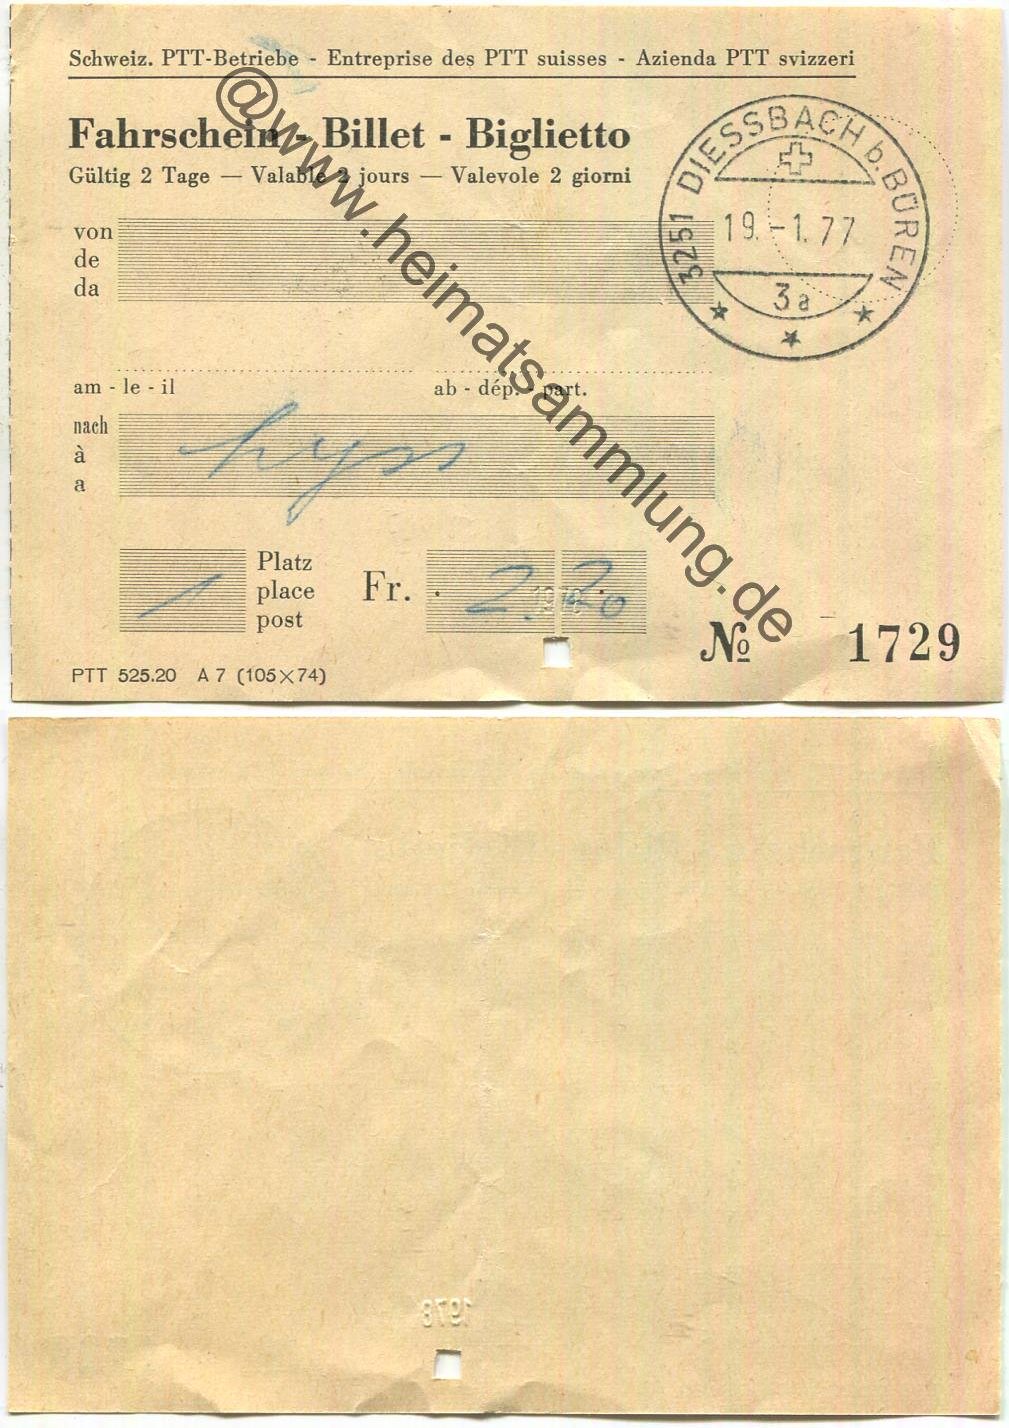 Schweiz. PTT-Betriebe - Entreprise des PTT suisses - Azienda PTT svizzeri
Fahrschein - Billet - Biglietto
Gültig 2 Tage — Valable 2 jours — Valevole 2 giorni
3251 DIESSBACH b. BÜREN
19.-1.77
3a
von
de
da
am - le - il
ab - dép. - part.
nach
à
a
Lyss
1
Platz
place
post
Fr.
2.20
1978
№ 1729
PTT 525.20 A 7 (105×74)
@www.heimatsammlung.de
1978